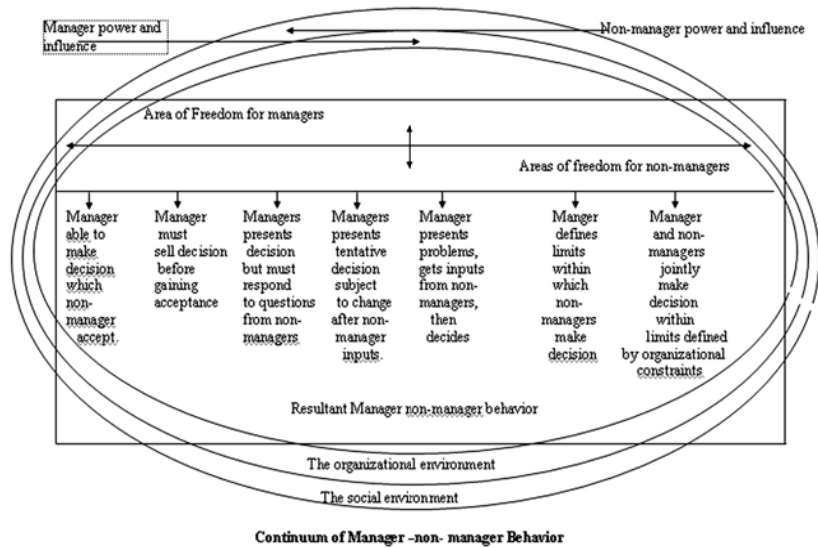 Manager power and
influence
Non-manager power and influence
Area of Freedom for managers
Areas of freedom for non-managers
Manager
able to
make
decision
which
non-
manager
accept.
Manager
must
sell decision
before
gaining
acceptance
Managers
presents
decision
but must
respond
to questions
from non-
managers
Managers
presents
tentative
decision
subject
to change
after non-
manager
inputs.
Manager
presents
problems,
gets inputs
from non-
managers,
then
decides
Manger
defines
limits
within
which
non-
managers
make
decision
Manager
and non-
managers
jointly
make
decision
within
limits defined
by organizational
constraints
Resultant Manager non-manager behavior
The organizational environment
The social environment
Continuum of Manager –non- manager Behavior